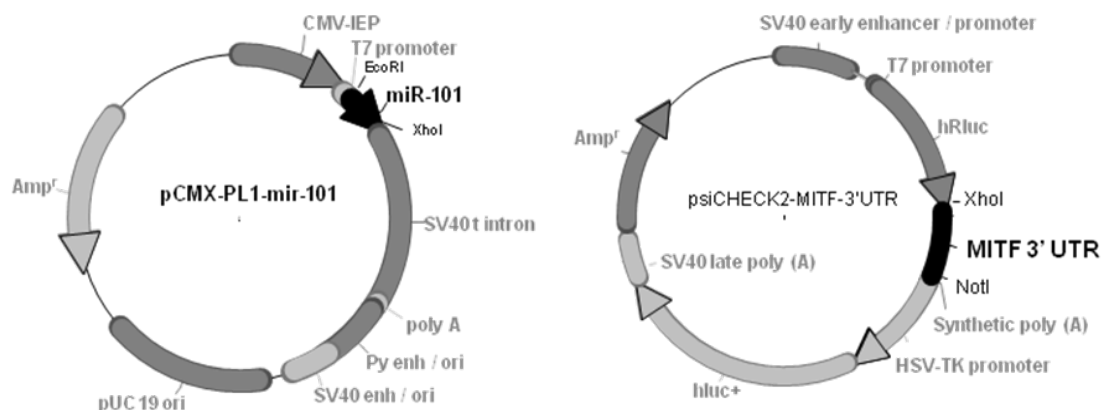 CMV-IEP
T7 promoter
EcoRI
miR-101
XhoI
Ampʳ
pCMX-PL1-mir-101
SV40 t intron
poly A
Py enh / ori
SV40 enh / ori
pUC19 ori
SV40 early enhancer / promoter
T7 promoter
hRluc
Ampʳ
psiCHECK2-MITF-3'UTR
XhoI
MITF 3' UTR
SV40 late poly (A)
NotI
Synthetic poly (A)
HSV-TK promoter
hluc+